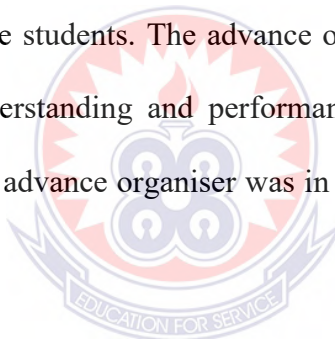 e students. The advance o
erstanding and performan
advance organiser was in
EDUCATION FOR SERVICE